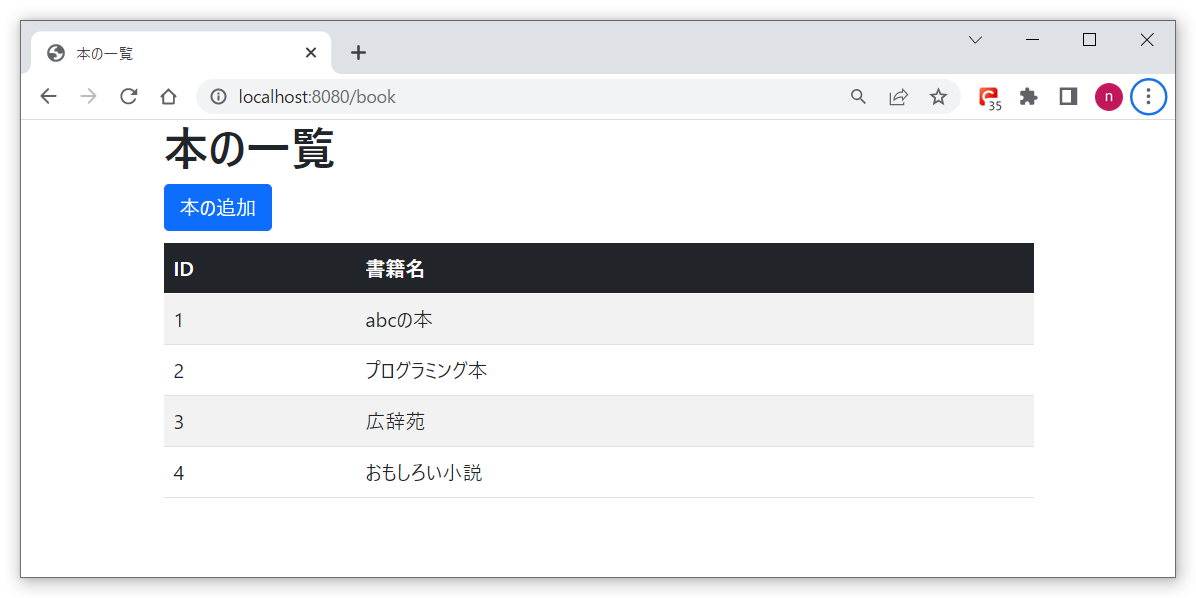 本の一覧
localhost:8080/book
35
n
本の一覧
本の追加
ID 書籍名
1 abcの本
2 プログラミング本
3 広辞苑
4 おもしろい小説